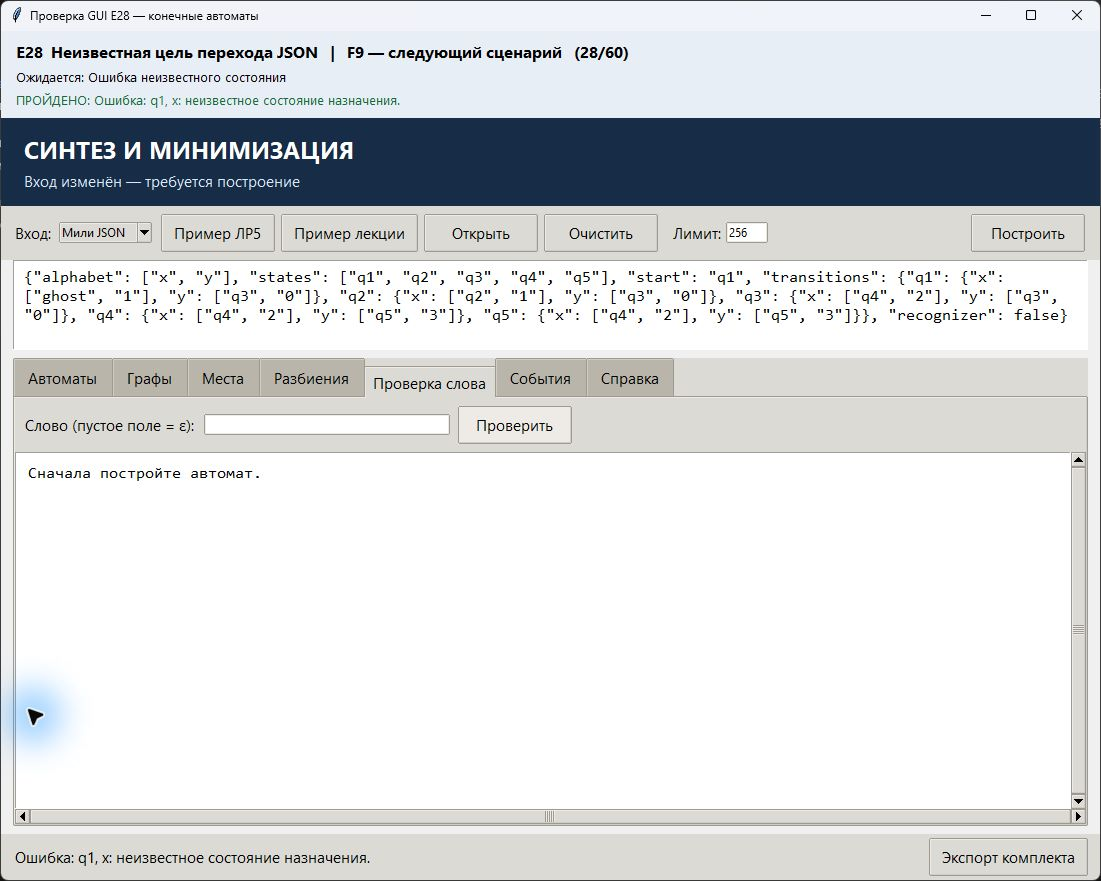 Проверка GUI E28 — конечные автоматы
E28 Неизвестная цель перехода JSON | F9 — следующий сценарий (28/60)
Ожидается: Ошибка неизвестного состояния
ПРОЙДЕНО: Ошибка: q1, x: неизвестное состояние назначения.
СИНТЕЗ И МИНИМИЗАЦИЯ
Вход изменён — требуется построение
Вход: Мили JSON Пример ЛР5 Пример лекции Открыть Очистить Лимит: 256 Построить
{"alphabet": ["x", "y"], "states": ["q1", "q2", "q3", "q4", "q5"], "start": "q1", "transitions": {"q1": {"x":
["ghost", "1"], "y": ["q3", "0"]}, "q2": {"x": ["q2", "1"], "y": ["q3", "0"]}, "q3": {"x": ["q4", "2"], "y": ["q3",
"0"]}, "q4": {"x": ["q4", "2"], "y": ["q5", "3"]}, "q5": {"x": ["q4", "2"], "y": ["q5", "3"]}}, "recognizer": false}
Автоматы Графы Места Разбиения Проверка слова События Справка
Слово (пустое поле = ε): Проверить
Сначала постройте автомат.
Ошибка: q1, x: неизвестное состояние назначения. Экспорт комплекта